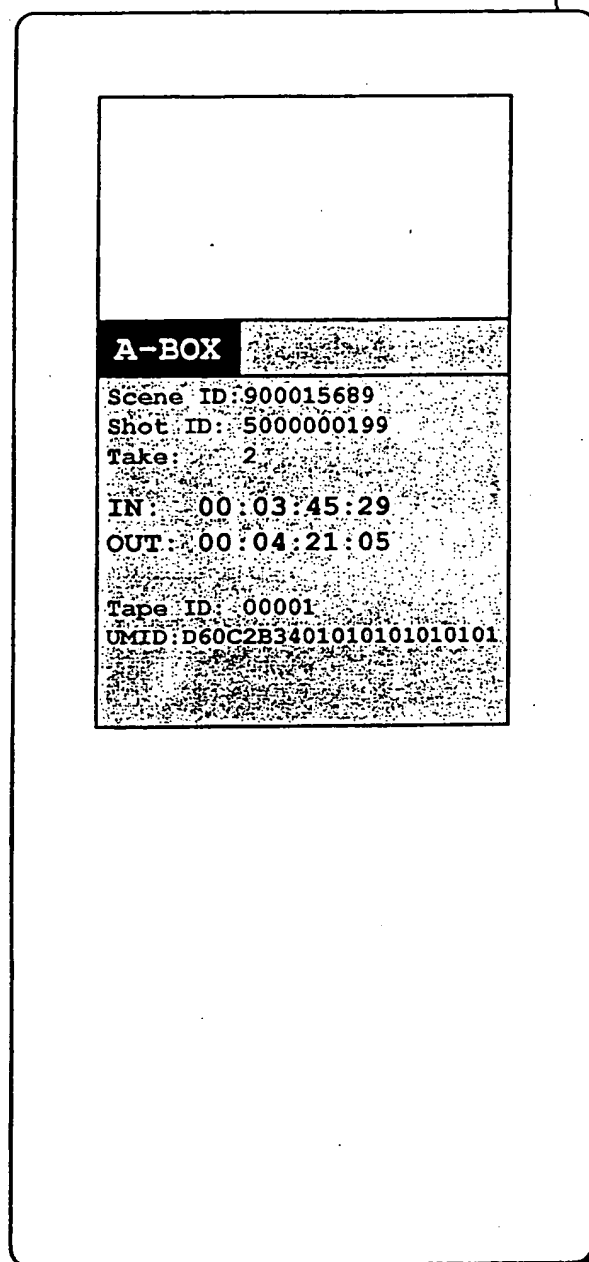 A-BOX
Scene ID:900015689
Shot ID: 5000000199
Take: 2
IN: 00:03:45:29
OUT: 00:04:21:05
Tape ID: 00001
UMID:D60C2B3401010101010101